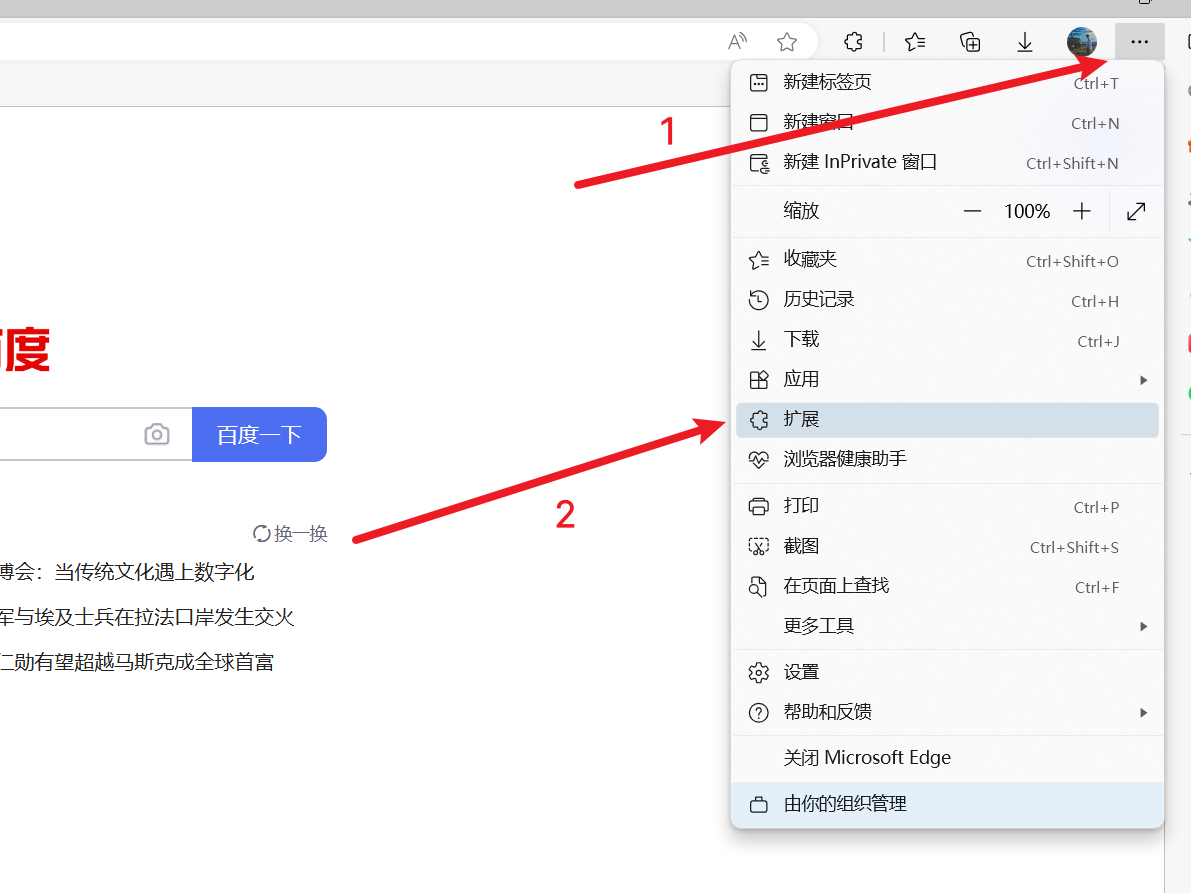 新建标签页 Ctrl+T
1
新建窗口 Ctrl+N
新建 InPrivate 窗口 Ctrl+Shift+N
缩放 — 100% +
收藏夹 Ctrl+Shift+O
历史记录 Ctrl+H
下载 Ctrl+J
应用
扩展
浏览器健康助手
打印 Ctrl+P
截图 Ctrl+Shift+S
在页面上查找 Ctrl+F
更多工具
设置
帮助和反馈
关闭 Microsoft Edge
由你的组织管理
度
百度一下
2
换一换
博会：当传统文化遇上数字化
军与埃及士兵在拉法口岸发生交火
仁勋有望超越马斯克成全球首富